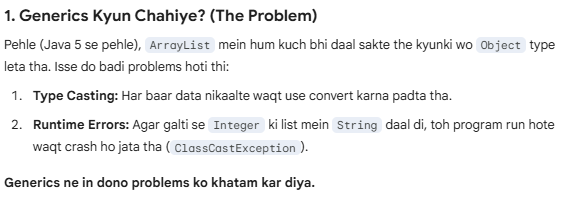 1. Generics Kyun Chahiye? (The Problem)
Pehle (Java 5 se pehle), ArrayList mein hum kuch bhi daal sakte the kyunki wo Object type
leta tha. Isse do badi problems hoti thi:
1. Type Casting: Har baar data nikaalte waqt use convert karna padta tha.
2. Runtime Errors: Agar galti se Integer ki list mein String daal di, toh program run hote
waqt crash ho jata tha ( ClassCastException ).
Generics ne in dono problems ko khatam kar diya.